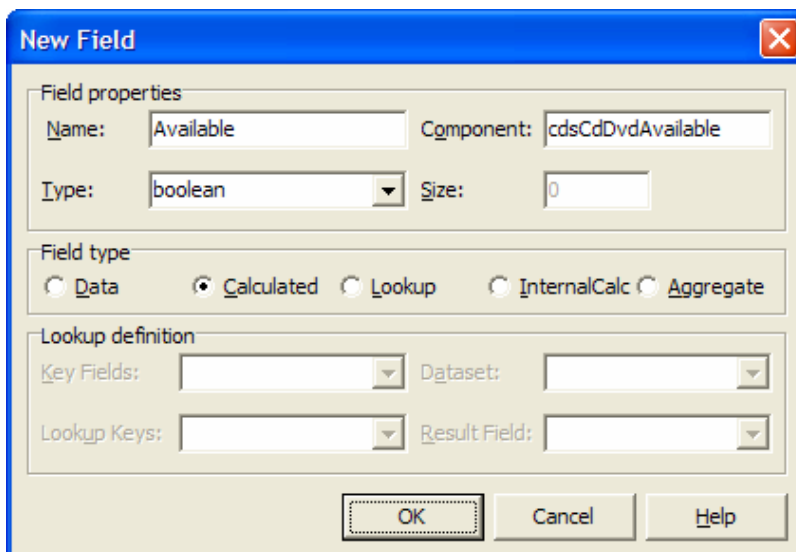 New Field
Field properties
Name: Available Component: cdsCdDvdAvailable
Type: boolean Size: 0
Field type
Data Calculated Lookup InternalCalc Aggregate
Lookup definition
Key Fields: Dataset:
Lookup Keys: Result Field:
OK Cancel Help